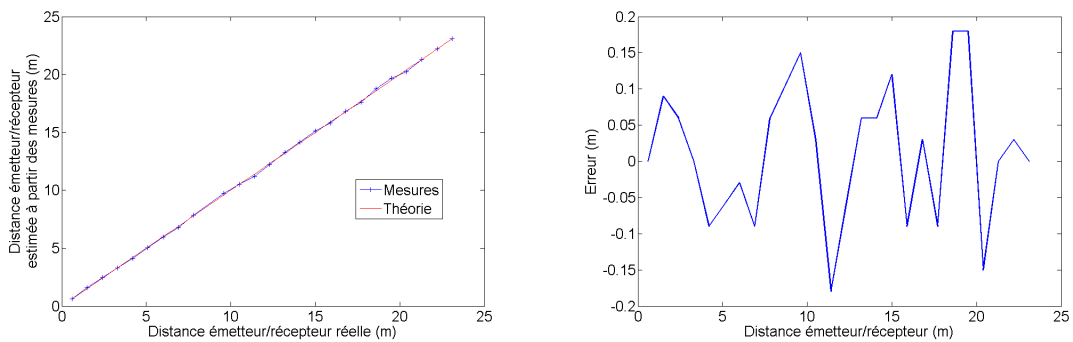 25
20
15
10
5
0
Distance émetteur/récepteur
estimée à partir des mesures (m)
Mesures
Théorie
0 5 10 15 20 25
Distance émetteur/récepteur réelle (m)
0.2
0.15
0.1
0.05
0
-0.05
-0.1
-0.15
-0.2
Erreur (m)
0 5 10 15 20 25
Distance émetteur/récepteur (m)